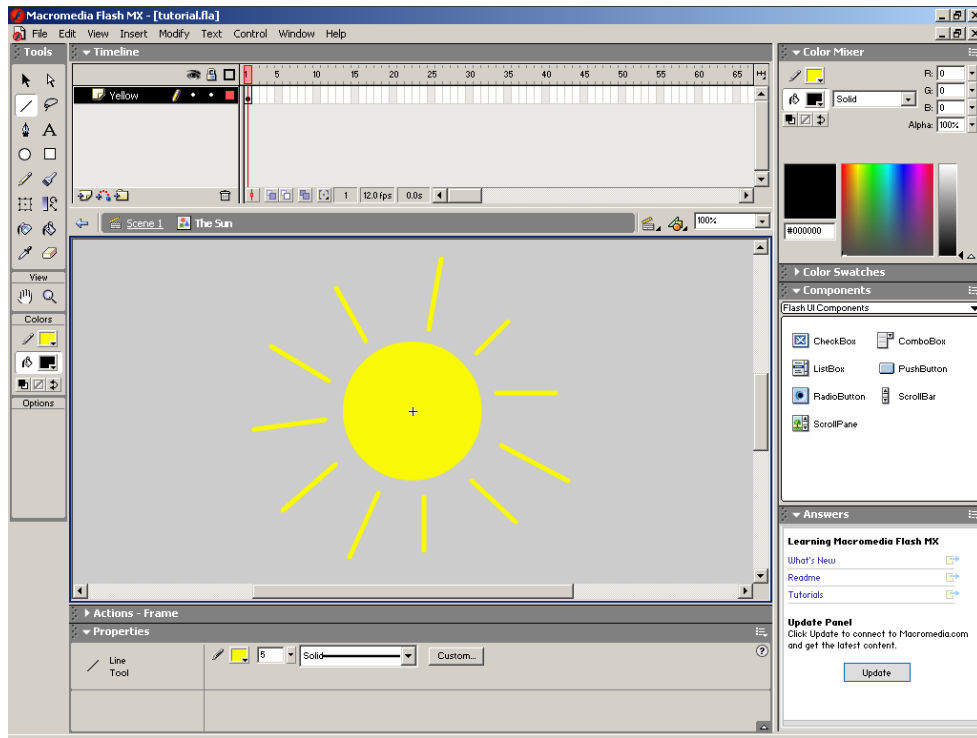 Macromedia Flash MX - [tutorial.fla]
File Edit View Insert Modify Text Control Window Help
Tools
Timeline
1 5 10 15 20 25 30 35 40 45 50 55 60 65
Yellow
1 12.0 fps 0.0s
Scene 1 The Sun 100%
View
Colors
Options
Actions - Frame
Properties
Line
Tool
5 Solid Custom...
Color Mixer
R: 0
Solid G: 0
B: 0
Alpha: 100%
#000000
Color Swatches
Components
Flash UI Components
CheckBox ComboBox
ListBox PushButton
RadioButton ScrollBar
ScrollPane
Answers
Learning Macromedia Flash MX
What's New
Readme
Tutorials
Update Panel
Click Update to connect to Macromedia.com
and get the latest content.
Update